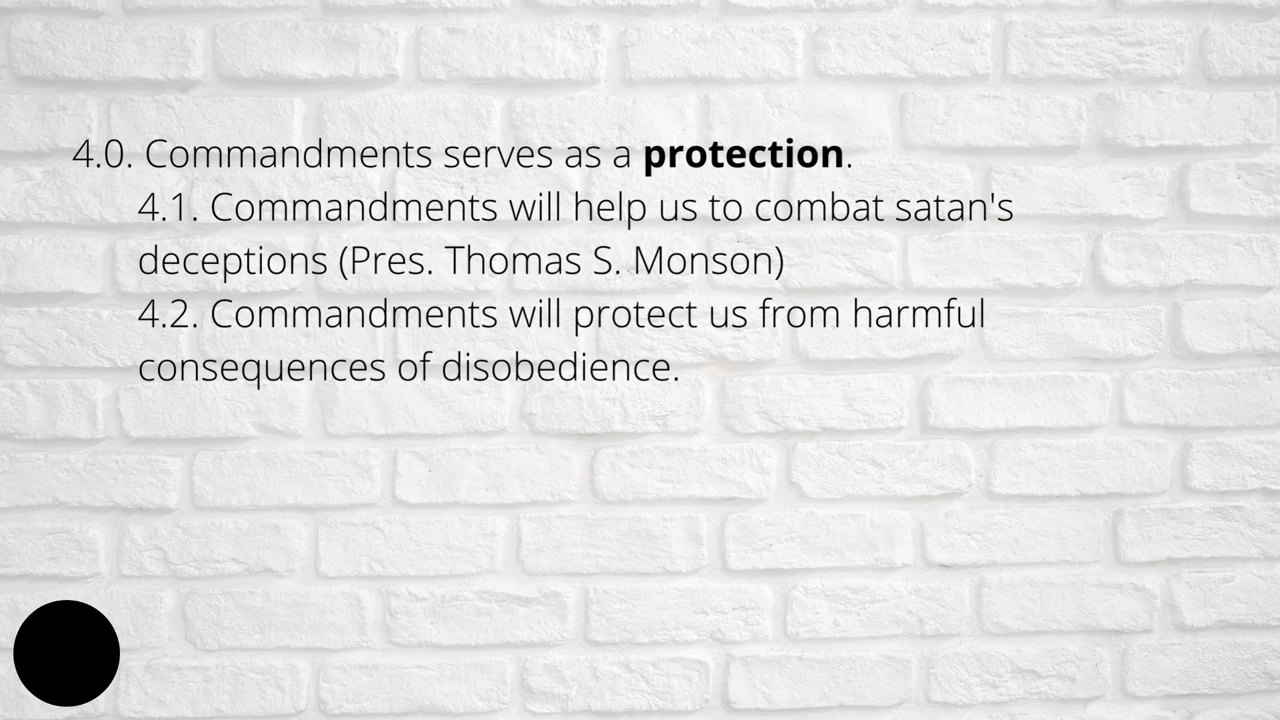 4.0. Commandments serves as a protection.
4.1. Commandments will help us to combat satan's
deceptions (Pres. Thomas S. Monson)
4.2. Commandments will protect us from harmful
consequences of disobedience.